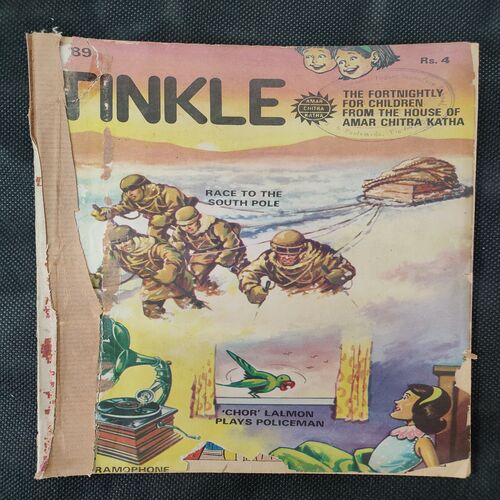 89
TINKLE
Rs. 4
AMAR
CHITRA
KATHA
THE FORTNIGHTLY
FOR CHILDREN
FROM THE HOUSE OF
AMAR CHITRA KATHA
RACE TO THE
SOUTH POLE
'CHOR' LALMON
PLAYS POLICEMAN
RAMOPHONE